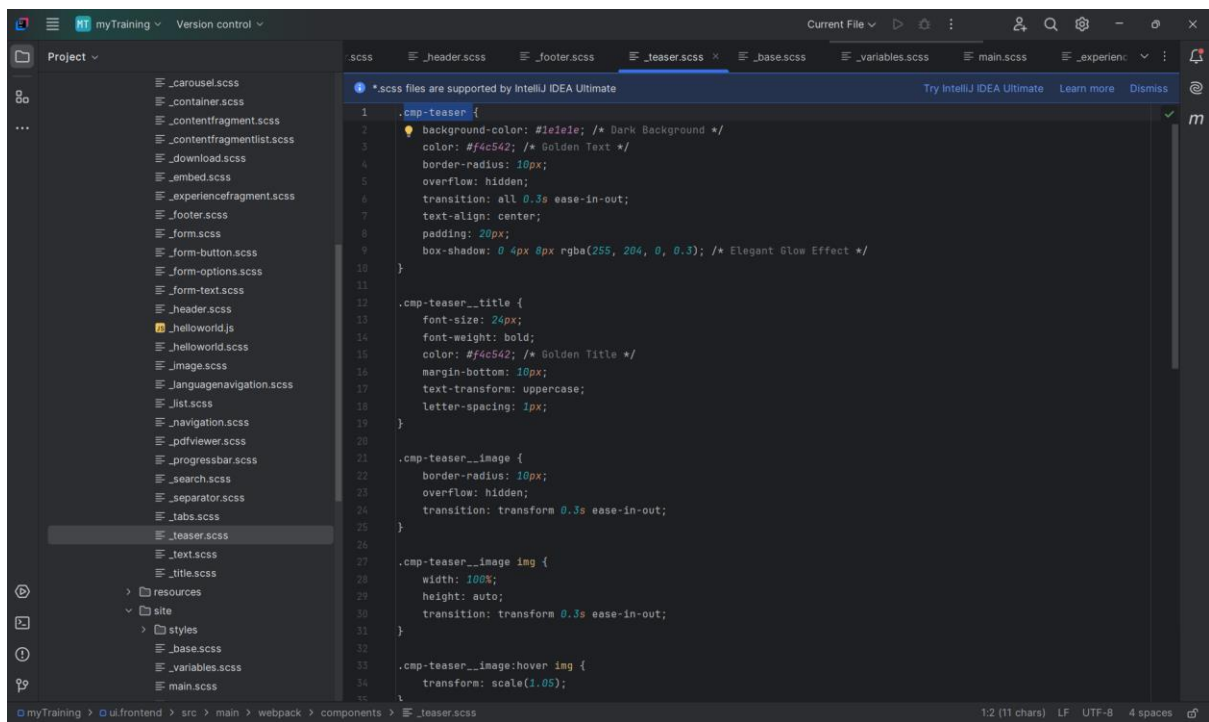 MT myTraining Version control Current File
Project
.scss _header.scss _footer.scss _teaser.scss × _base.scss _variables.scss main.scss _experienc
*.scss files are supported by IntelliJ IDEA Ultimate Try IntelliJ IDEA Ultimate Learn more Dismiss
_carousel.scss
_container.scss
_contentfragment.scss
_contentfragmentlist.scss
_download.scss
_embed.scss
_experiencefragment.scss
_footer.scss
_form.scss
_form-button.scss
_form-options.scss
_form-text.scss
_header.scss
JS _helloworld.js
_helloworld.scss
_image.scss
_languagenavigation.scss
_list.scss
_navigation.scss
_pdfviewer.scss
_progressbar.scss
_search.scss
_separator.scss
_tabs.scss
_teaser.scss
_text.scss
_title.scss
resources
site
styles
_base.scss
_variables.scss
main.scss
1 .cmp-teaser {
2 background-color: #1e1e1e; /* Dark Background */
3 color: #f4c542; /* Golden Text */
4 border-radius: 10px;
5 overflow: hidden;
6 transition: all 0.3s ease-in-out;
7 text-align: center;
8 padding: 20px;
9 box-shadow: 0 4px 8px rgba(255, 204, 0, 0.3); /* Elegant Glow Effect */
10 }
11
12 .cmp-teaser__title {
13 font-size: 24px;
14 font-weight: bold;
15 color: #f4c542; /* Golden Title */
16 margin-bottom: 10px;
17 text-transform: uppercase;
18 letter-spacing: 1px;
19 }
20
21 .cmp-teaser__image {
22 border-radius: 10px;
23 overflow: hidden;
24 transition: transform 0.3s ease-in-out;
25 }
26
27 .cmp-teaser__image img {
28 width: 100%;
29 height: auto;
30 transition: transform 0.3s ease-in-out;
31 }
32
33 .cmp-teaser__image:hover img {
34 transform: scale(1.05);
35 }
m
myTraining > ui.frontend > src > main > webpack > components > _teaser.scss 1:2 (11 chars) LF UTF-8 4 spaces